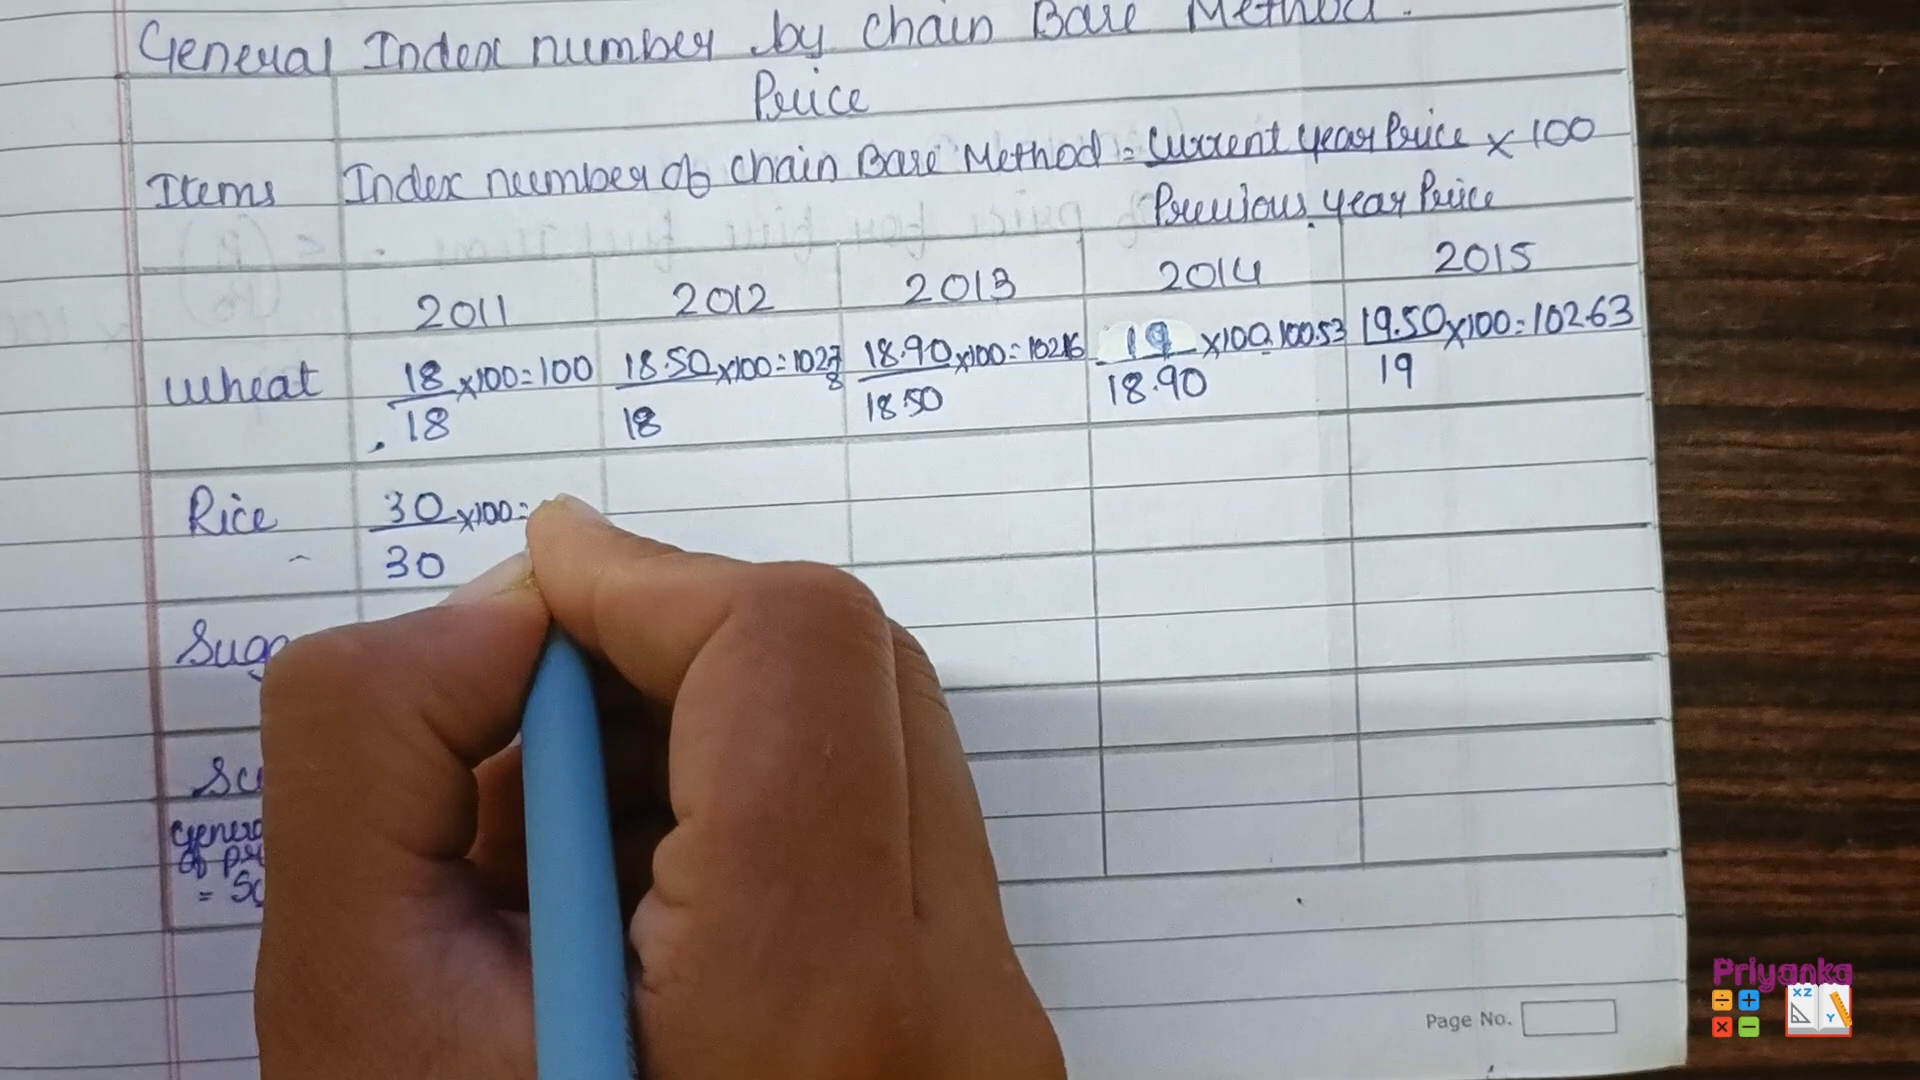 General Index number by chain Base Method.
Price
Items Index number of chain Base Method = Current year Price × 100
Previous year Price
2011 2012 2013 2014 2015
Wheat 18 ×100=100 18.50×100=102.78 18.90×100=102.16 19 ×100=100.53 19.50×100=102.63
18 18 18.50 18.90 19
Rice 30×100=
30
of
=
Page No.
Priyanka
XZ
Y